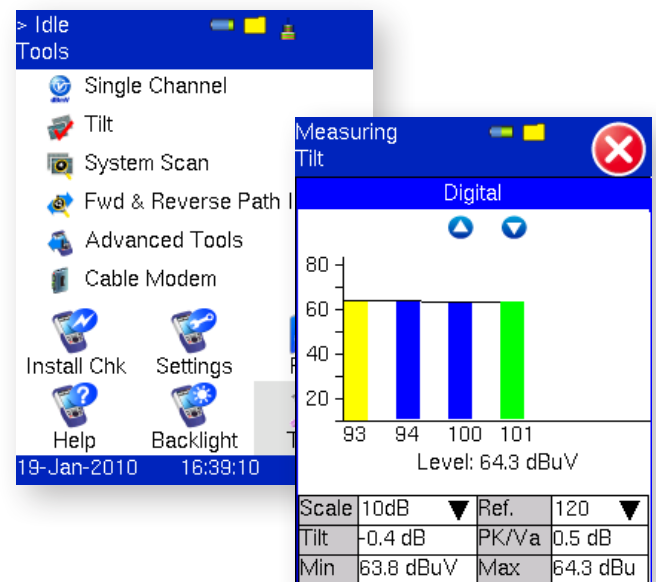 > Idle
Tools
Single Channel
Tilt
System Scan
Fwd & Reverse Path
Advanced Tools
Cable Modem
Install Chk Settings
Help Backlight
19-Jan-2010 16:39:10
Measuring
Tilt
Digital
80
60
40
20
93 94 100 101
Level: 64.3 dBuV
Scale 10dB Ref. 120
Tilt -0.4 dB PK/Va 0.5 dB
Min 63.8 dBuV Max 64.3 dBu